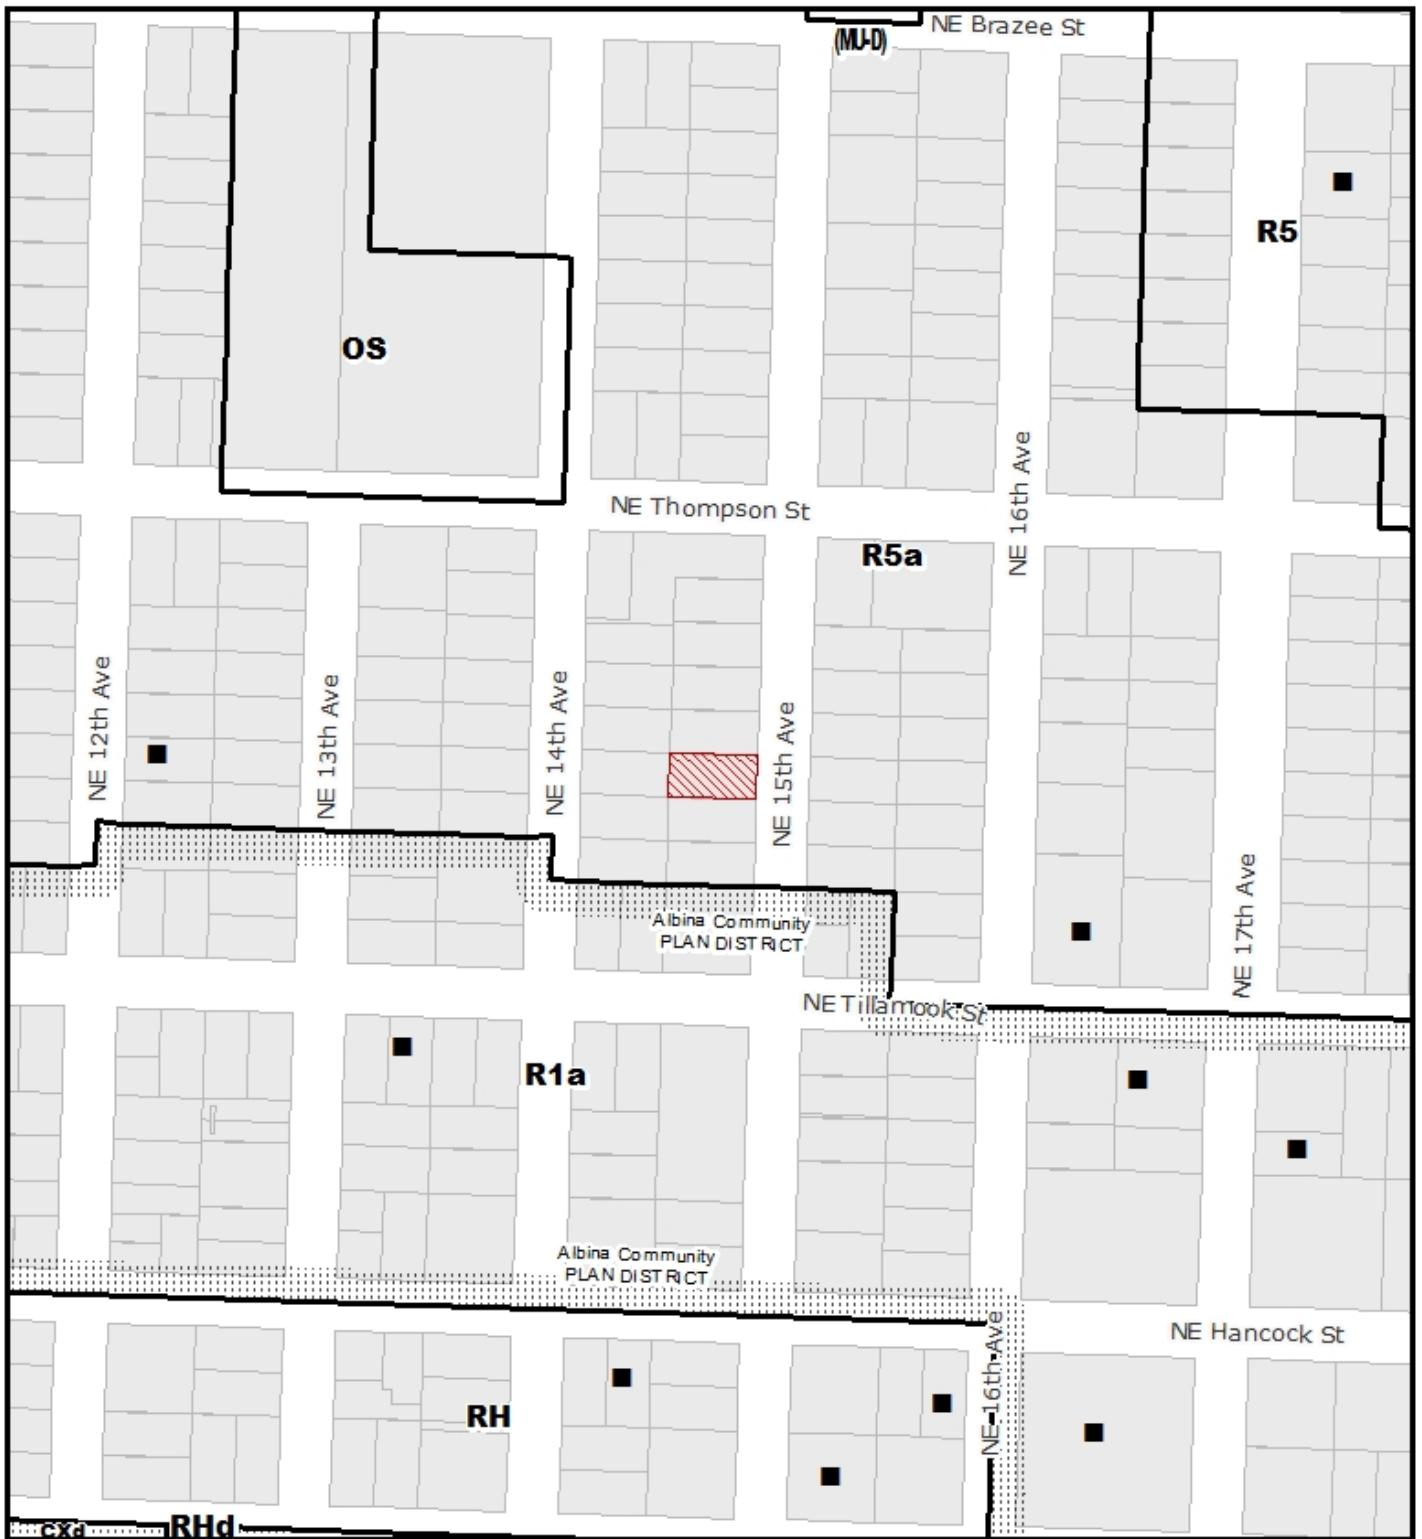 NE Brazee St
(MU-D)
R5
OS
NE 16th Ave
NE Thompson St
R5a
NE 12th Ave
NE 13th Ave
NE 14th Ave
NE 15th Ave
NE 17th Ave
Albina Community
PLAN DISTRICT
NE Tillamook St
R1a
Albina Community
PLAN DISTRICT
NE Hancock St
NE 16th Ave
RH
CXd
RHd